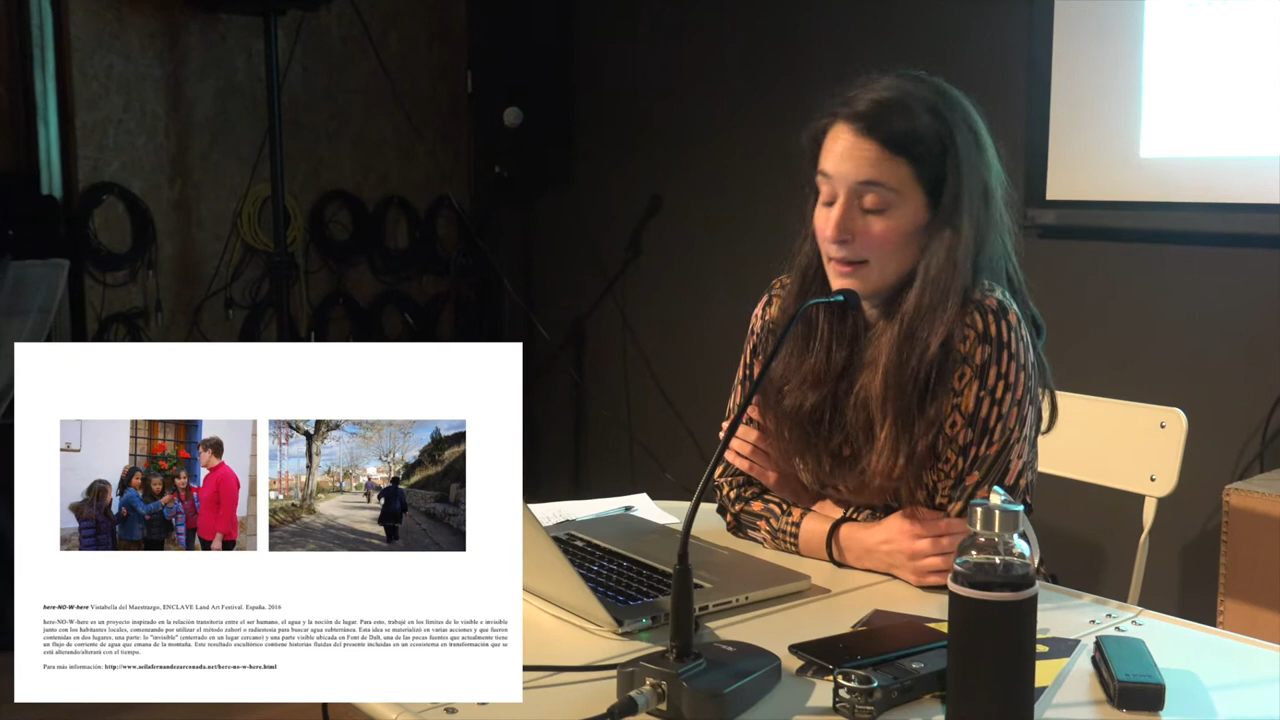 here-NO-W-here Vistabella del Maestrazgo, ENCLAVE Land Art Festival. España. 2016
here-NO-W-here es un proyecto inspirado en la relación transitoria entre el ser humano, el agua y la noción de lugar. Para esto, trabajé en los límites de lo visible e invisible
junto con los habitantes locales, comenzando por utilizar el método zahorí o radiestesia para buscar agua subterránea. Esta idea se materializó en varias acciones y que fueron
contenidas en dos lugares, una parte: lo "invisible" (enterrado en un lugar cercano) y una parte visible ubicada en Font de Dalt, una de las pocas fuentes que actualmente tiene
un flujo de corriente de agua que emana de la montaña. Este resultado escultórico contiene historias fluidas del presente incluidas en un ecosistema en transformación que se
está alterando/alterará con el tiempo.
Para más información: http://www.seilafernandezarconada.net/here-no-w-here.html